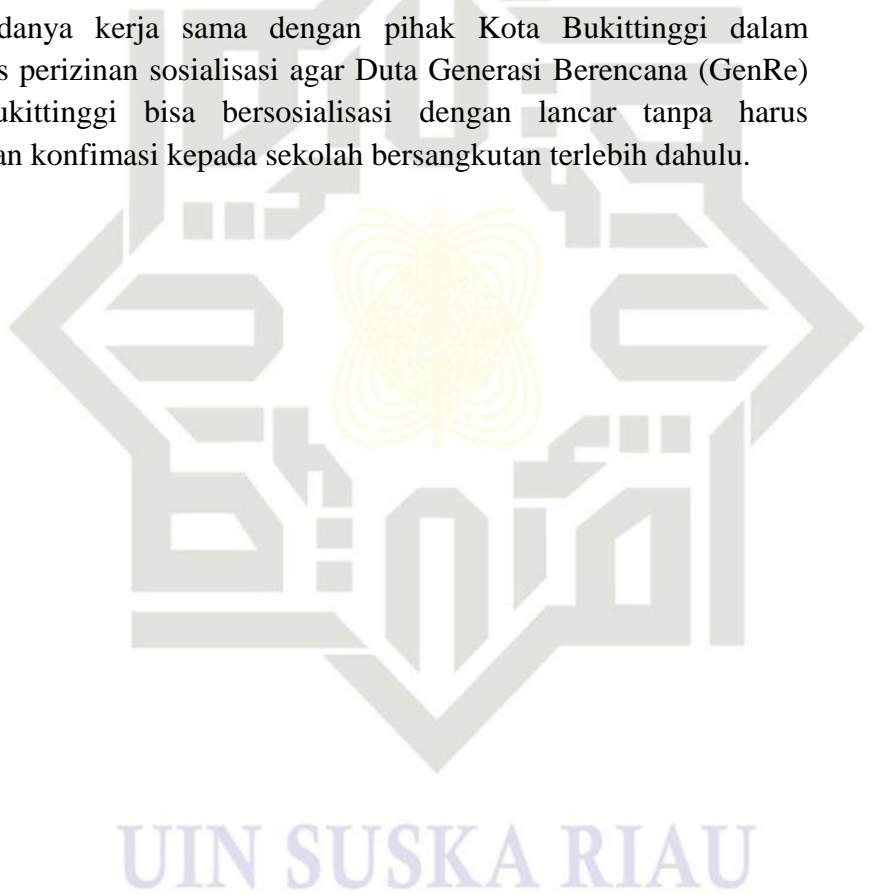 danya kerja sama dengan pihak Kota Bukittinggi dalam
s perizinan sosialisasi agar Duta Generasi Berencana (GenRe)
ukittinggi bisa bersosialisasi dengan lancar tanpa harus
an konfimasi kepada sekolah bersangkutan terlebih dahulu.
UIN SUSKA RIAU